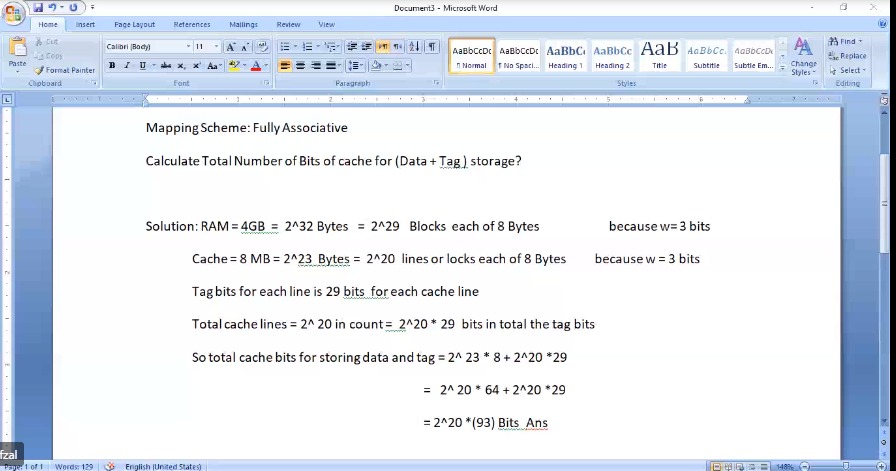 Document3 - Microsoft Word
Home Insert Page Layout References Mailings Review View
Paste Cut Copy Format Painter
Calibri (Body) 11
AaBbCcDc AaBbCcDc AaBbC AaBbCc AaB AaBbCc. AaBbCcDc
¶ Normal ¶ No Spaci... Heading 1 Heading 2 Title Subtitle Subtle Em...
Change Styles
Find Replace Select
Clipboard Font Paragraph Styles Editing
Mapping Scheme: Fully Associative
Calculate Total Number of Bits of cache for (Data + Tag ) storage?
Solution: RAM = 4GB = 2^32 Bytes = 2^29 Blocks each of 8 Bytes because w= 3 bits
Cache = 8 MB = 2^23 Bytes = 2^20 lines or locks each of 8 Bytes because w = 3 bits
Tag bits for each line is 29 bits for each cache line
Total cache lines = 2^ 20 in count = 2^20 * 29 bits in total the tag bits
So total cache bits for storing data and tag = 2^ 23 * 8 + 2^20 *29
= 2^ 20 * 64 + 2^20 *29
= 2^20 *(93) Bits Ans
fzal
Page: 1 of 1 Words: 129 English (United States) 148%